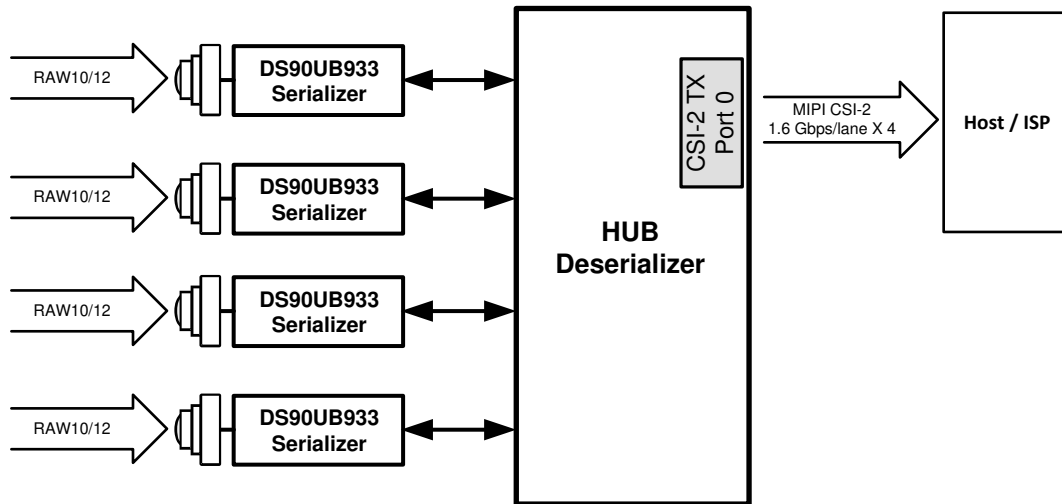 RAW10/12
DS90UB933
Serializer
RAW10/12
DS90UB933
Serializer
RAW10/12
DS90UB933
Serializer
RAW10/12
DS90UB933
Serializer
HUB
Deserializer
CSI-2 TX
Port 0
MIPI CSI-2
1.6 Gbps/lane X 4
Host / ISP